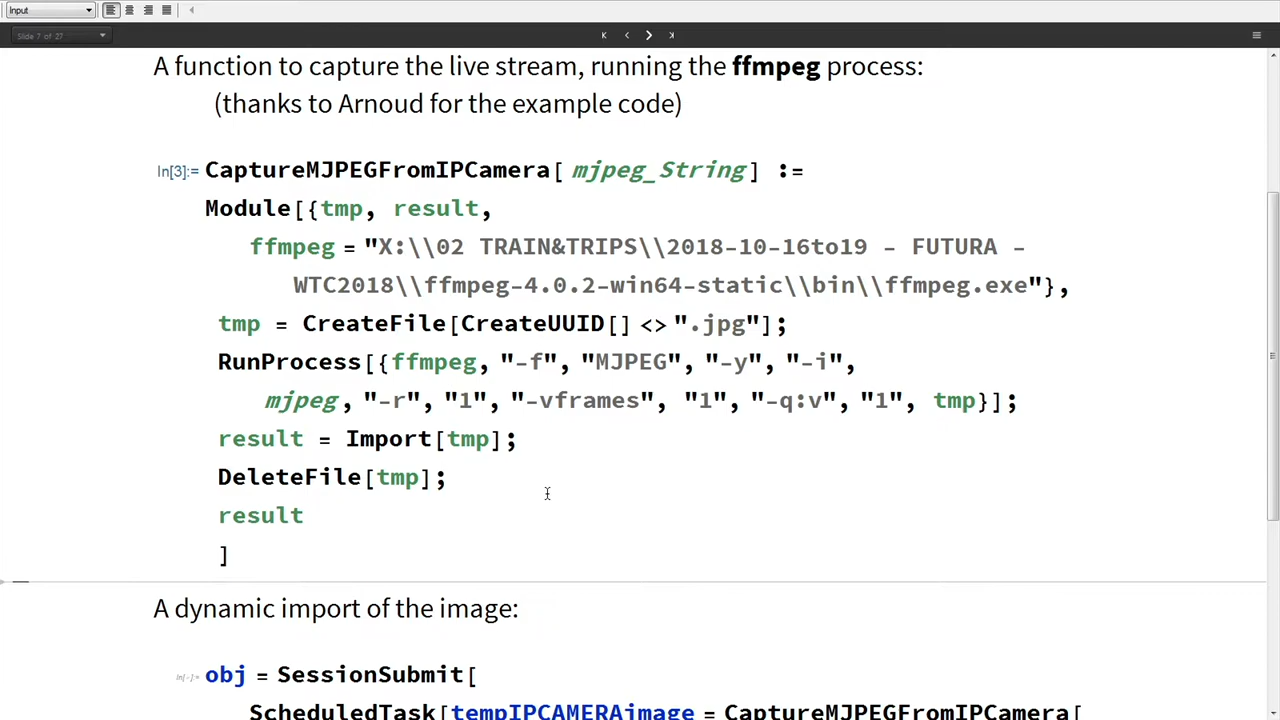 Input
Slide 7 of 27
A function to capture the live stream, running the ffmpeg process:
(thanks to Arnoud for the example code)
In[3]:= CaptureMJPEGFromIPCamera[ mjpeg_String] :=
Module[{tmp, result,
ffmpeg = "X:\\02 TRAIN&TRIPS\\2018-10-16to19 - FUTURA -
WTC2018\\ffmpeg-4.0.2-win64-static\\bin\\ffmpeg.exe"},
tmp = CreateFile[CreateUUID[] <> ".jpg"];
RunProcess[{ffmpeg, "-f", "MJPEG", "-y", "-i",
mjpeg, "-r", "1", "-vframes", "1", "-q:v", "1", tmp}];
result = Import[tmp];
DeleteFile[tmp];
result
]
A dynamic import of the image:
In[-]:= obj = SessionSubmit[
ScheduledTask[tempIPCAMERAimage = CaptureMJPEGFromIPCamera[